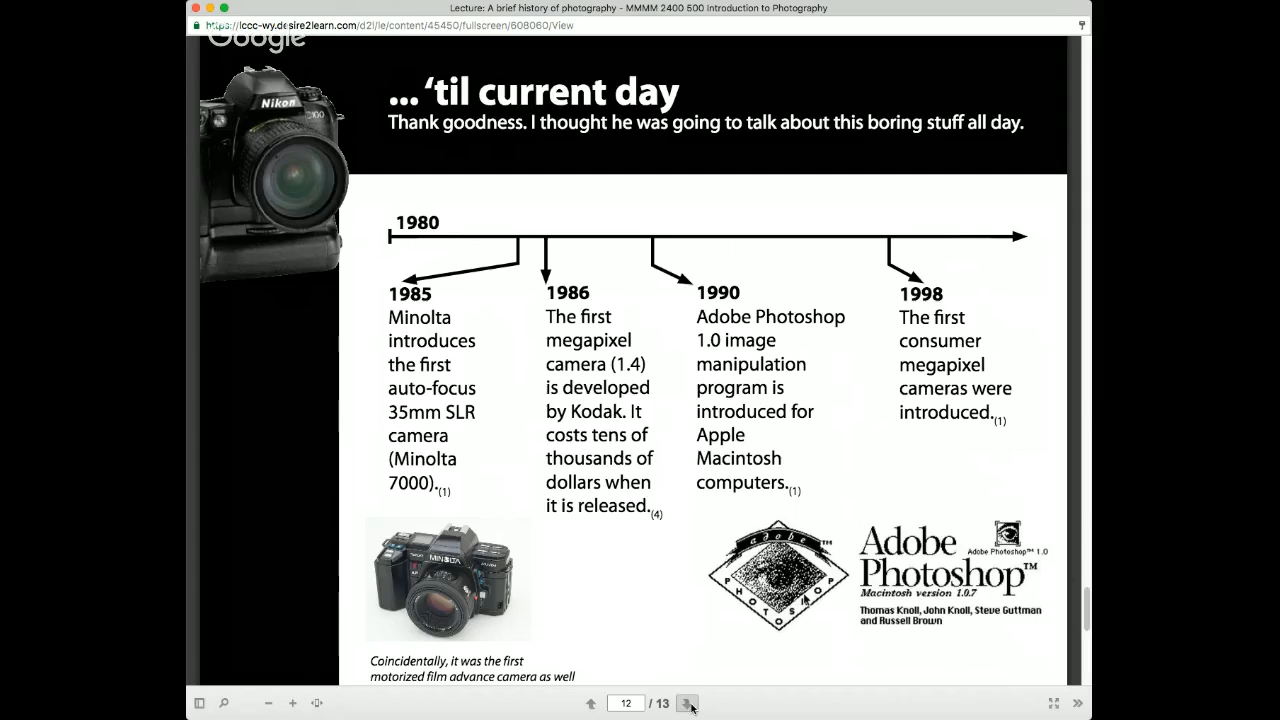 Lecture: A brief history of photography - MMMM 2400 500 Introduction to Photography
https://lccc-wy.desire2learn.com/d2l/le/content/45450/fullscreen/608060/View
Google
Nikon
... ‘til current day
Thank goodness. I thought he was going to talk about this boring stuff all day.
1980
1985
Minolta
introduces
the first
auto-focus
35mm SLR
camera
(Minolta
7000).(1)
1986
The first
megapixel
camera (1.4)
is developed
by Kodak. It
costs tens of
thousands of
dollars when
it is released.(4)
1990
Adobe Photoshop
1.0 image
manipulation
program is
introduced for
Apple
Macintosh
computers.(1)
1998
The first
consumer
megapixel
cameras were
introduced.(1)
MINOLTA
adobe™
PHOTOSHOP
Adobe
Photoshop™
Adobe Photoshop™ 1.0
Macintosh version 1.0.7
Thomas Knoll, John Knoll, Steve Guttman
and Russell Brown
Coincidentally, it was the first
motorized film advance camera as well
12 / 13